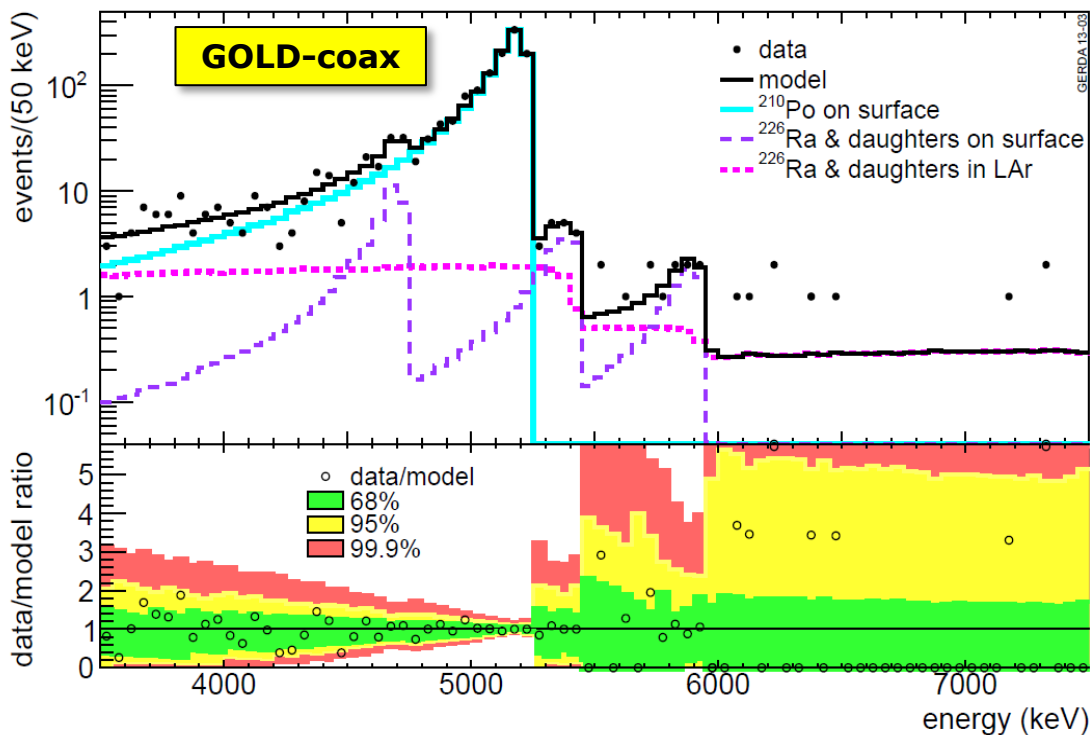 GOLD-coax
data
model
²¹⁰Po on surface
²²⁶Ra & daughters on surface
²²⁶Ra & daughters in LAr
GERDA 13-03
events/(50 keV)
10²
10
1
10⁻¹
data/model ratio
5
4
3
2
1
0
data/model
68%
95%
99.9%
4000 5000 6000 7000
energy (keV)